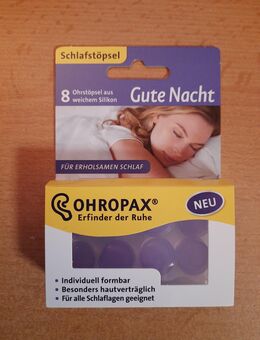 Schlafstöpsel
8 Ohrstöpsel aus
weichem Silikon
Gute Nacht
FÜR ERHOLSAMEN SCHLAF
OHROPAX®
Erfinder der Ruhe
NEU
• Individuell formbar
• Besonders hautverträglich
• Für alle Schlaflagen geeignet